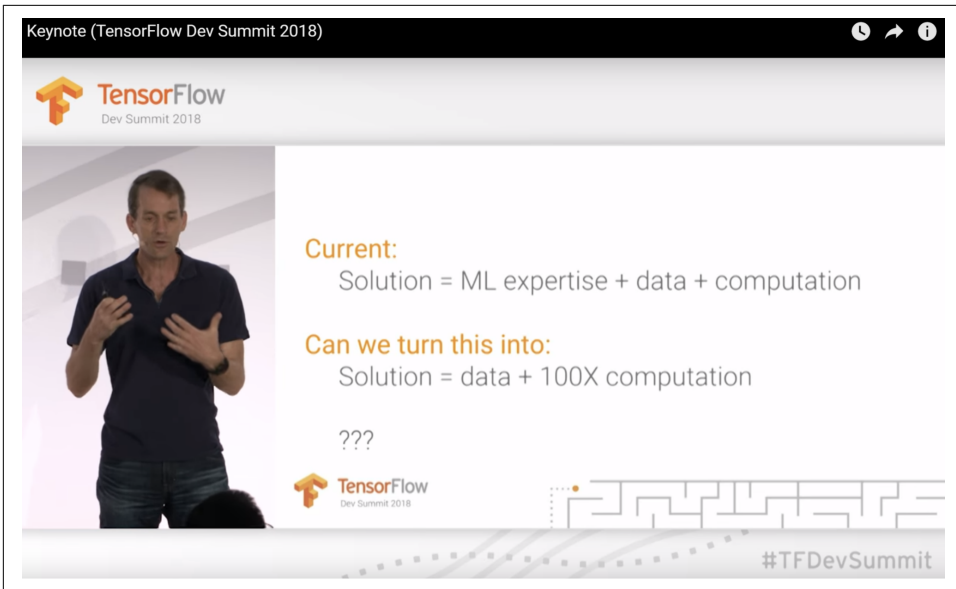 Keynote (TensorFlow Dev Summit 2018)
TensorFlow
Dev Summit 2018
Current:
Solution = ML expertise + data + computation
Can we turn this into:
Solution = data + 100X computation
???
TensorFlow
Dev Summit 2018
#TFDevSummit